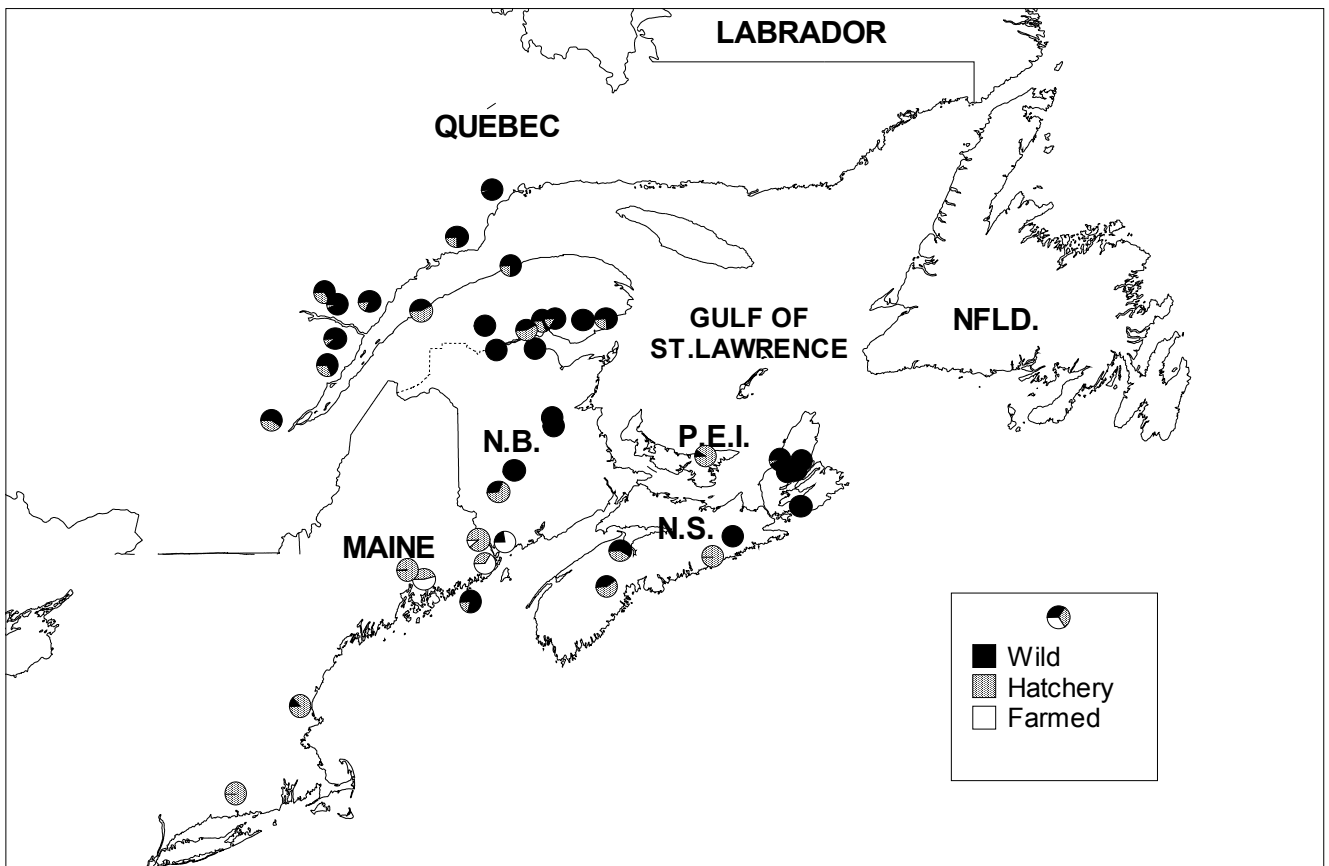 LABRADOR
QUÉBEC
GULF OF
ST.LAWRENCE
NFLD.
N.B.
P.E.I.
N.S.
MAINE
Wild
Hatchery
Farmed